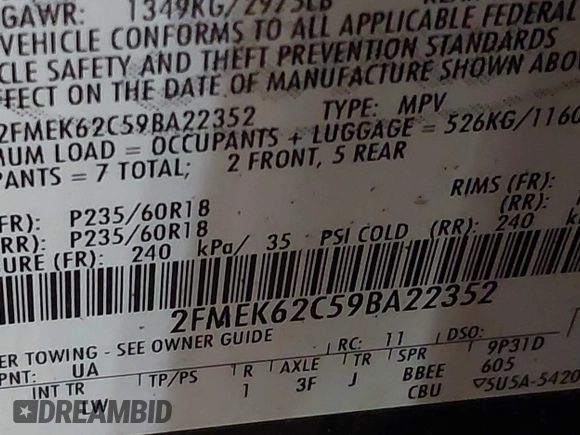 GAWR: 1349KG/2975LB
VEHICLE CONFORMS TO ALL APPLICABLE FEDERAL
CLE SAFETY AND THEFT PREVENTION STANDARDS
FFECT ON THE DATE OF MANUFACTURE SHOWN ABO
2FMEK62C59BA22352 TYPE: MPV
MUM LOAD = OCCUPANTS + LUGGAGE = 526KG/1160
PANTS = 7 TOTAL; 2 FRONT, 5 REAR
FR): P235/60R18 RIMS (FR):
RR): P235/60R18 (RR):
URE (FR): 240 kPa/ 35 PSI COLD (RR): 240
2FMEK62C59BA22352
ER TOWING - SEE OWNER GUIDE
RC: 11 DSO:
PNT: UA TP/PS R AXLE TR SPR 9P31D
INT TR 1 3F J BBEE 605
LW CBU 5U5A-5420
DREAMBID